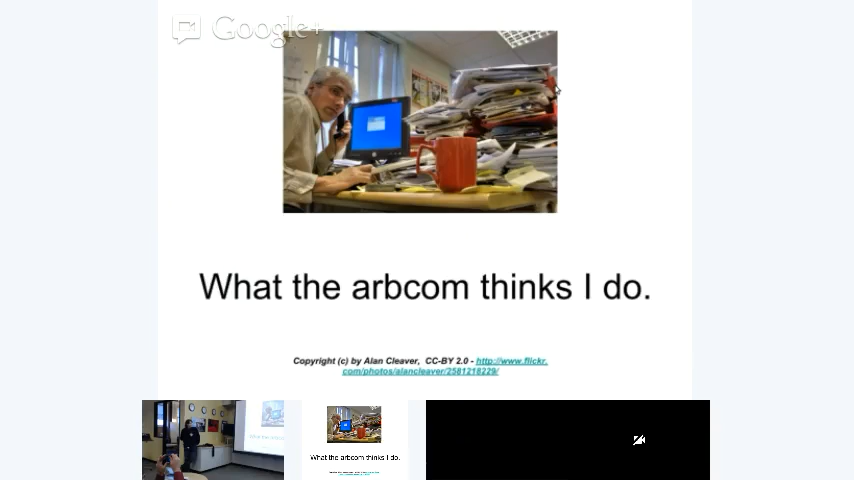 Google+
What the arbcom thinks I do.
Copyright (c) by Alan Cleaver, CC-BY 2.0 - http://www.flickr.
com/photos/alancleaver/2581218229/
What the arbcom thinks I do.